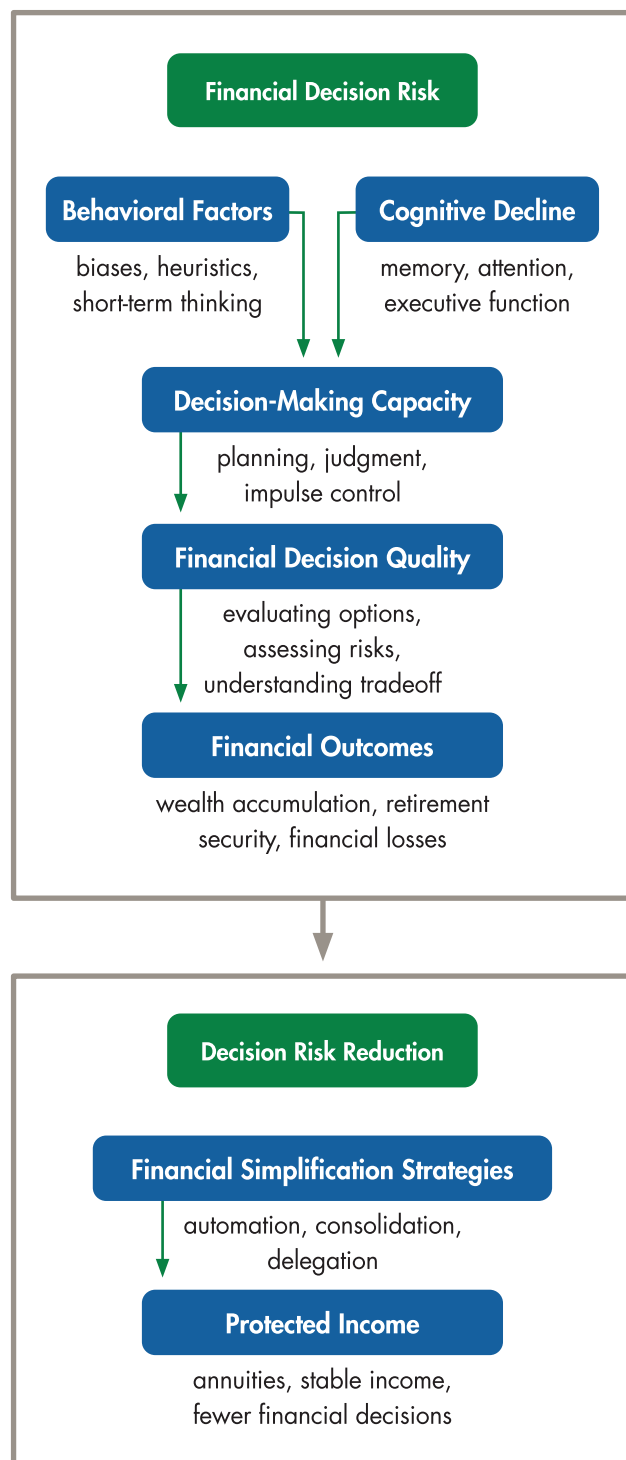 Financial Decision Risk
Behavioral Factors
biases, heuristics,
short-term thinking
Cognitive Decline
memory, attention,
executive function
Decision-Making Capacity
planning, judgment,
impulse control
Financial Decision Quality
evaluating options,
assessing risks,
understanding tradeoff
Financial Outcomes
wealth accumulation, retirement
security, financial losses
Decision Risk Reduction
Financial Simplification Strategies
automation, consolidation,
delegation
Protected Income
annuities, stable income,
fewer financial decisions